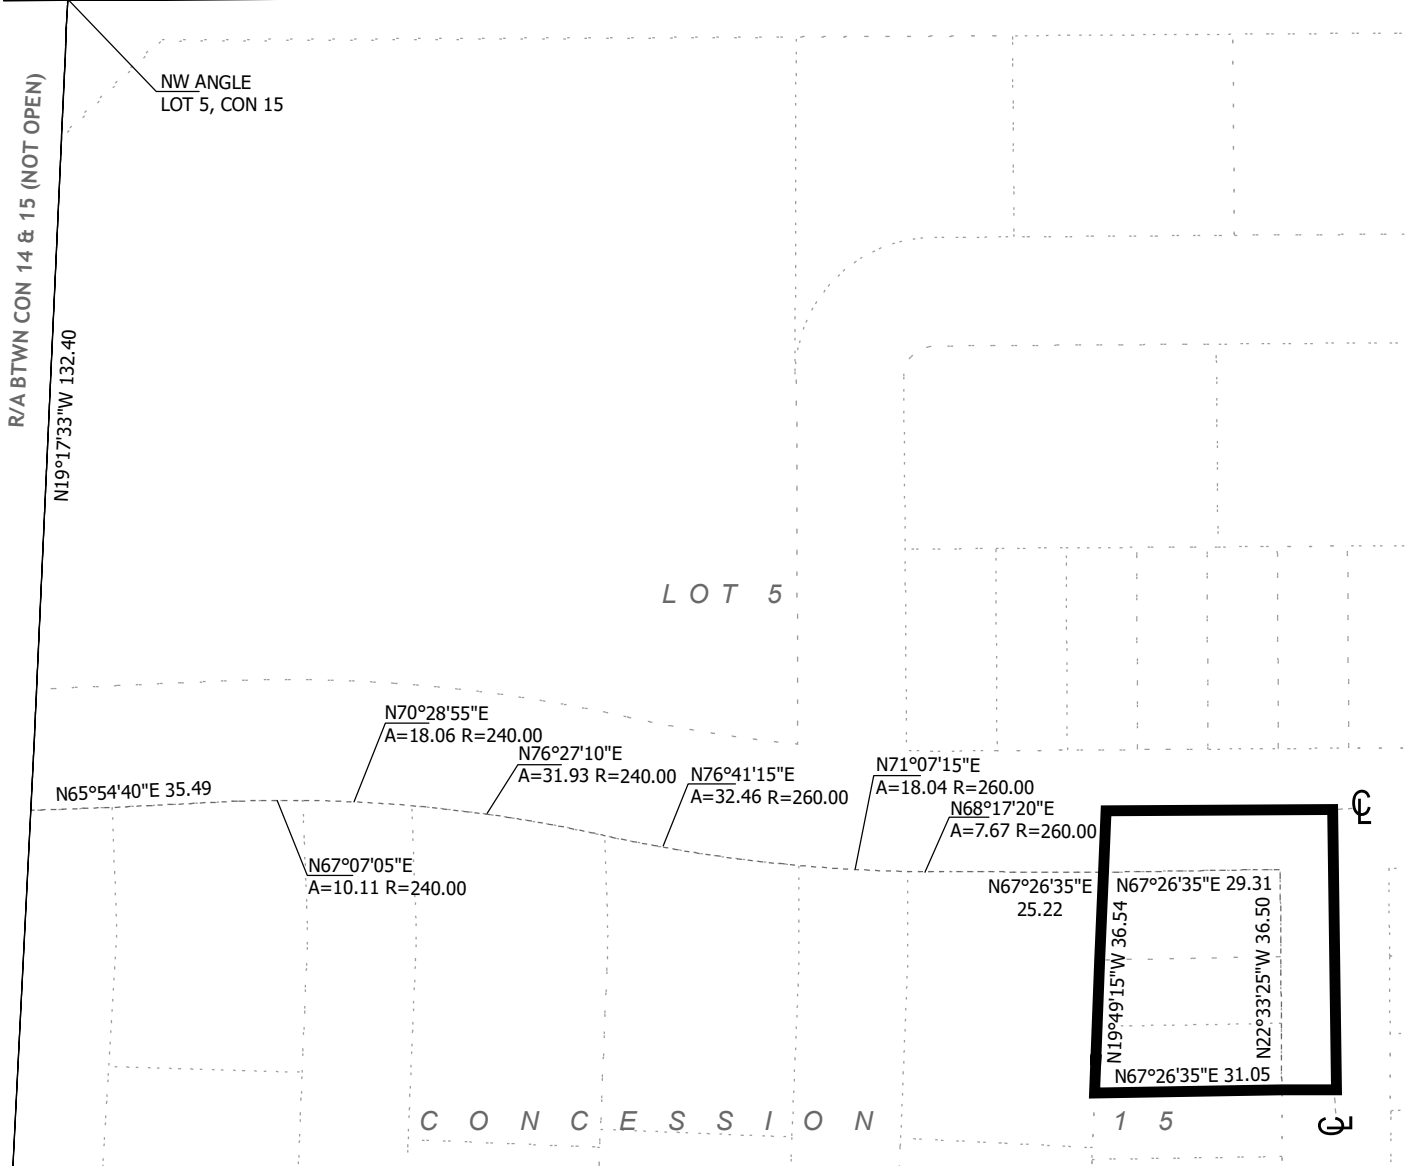 NW ANGLE
LOT 5, CON 15
R/A BTWN CON 14 & 15 (NOT OPEN)
N19°17'33"W 132.40
LOT 5
N70°28'55"E
A=18.06 R=240.00
N76°27'10"E
A=31.93 R=240.00
N76°41'15"E
A=32.46 R=260.00
N71°07'15"E
A=18.04 R=260.00
N68°17'20"E
A=7.67 R=260.00
N65°54'40"E 35.49
N67°07'05"E
A=10.11 R=240.00
N67°26'35"E
25.22
N67°26'35"E 29.31
N19°49'15"W 36.54
N22°33'25"W 36.50
N67°26'35"E 31.05
CL
CONCESSION 15
CL